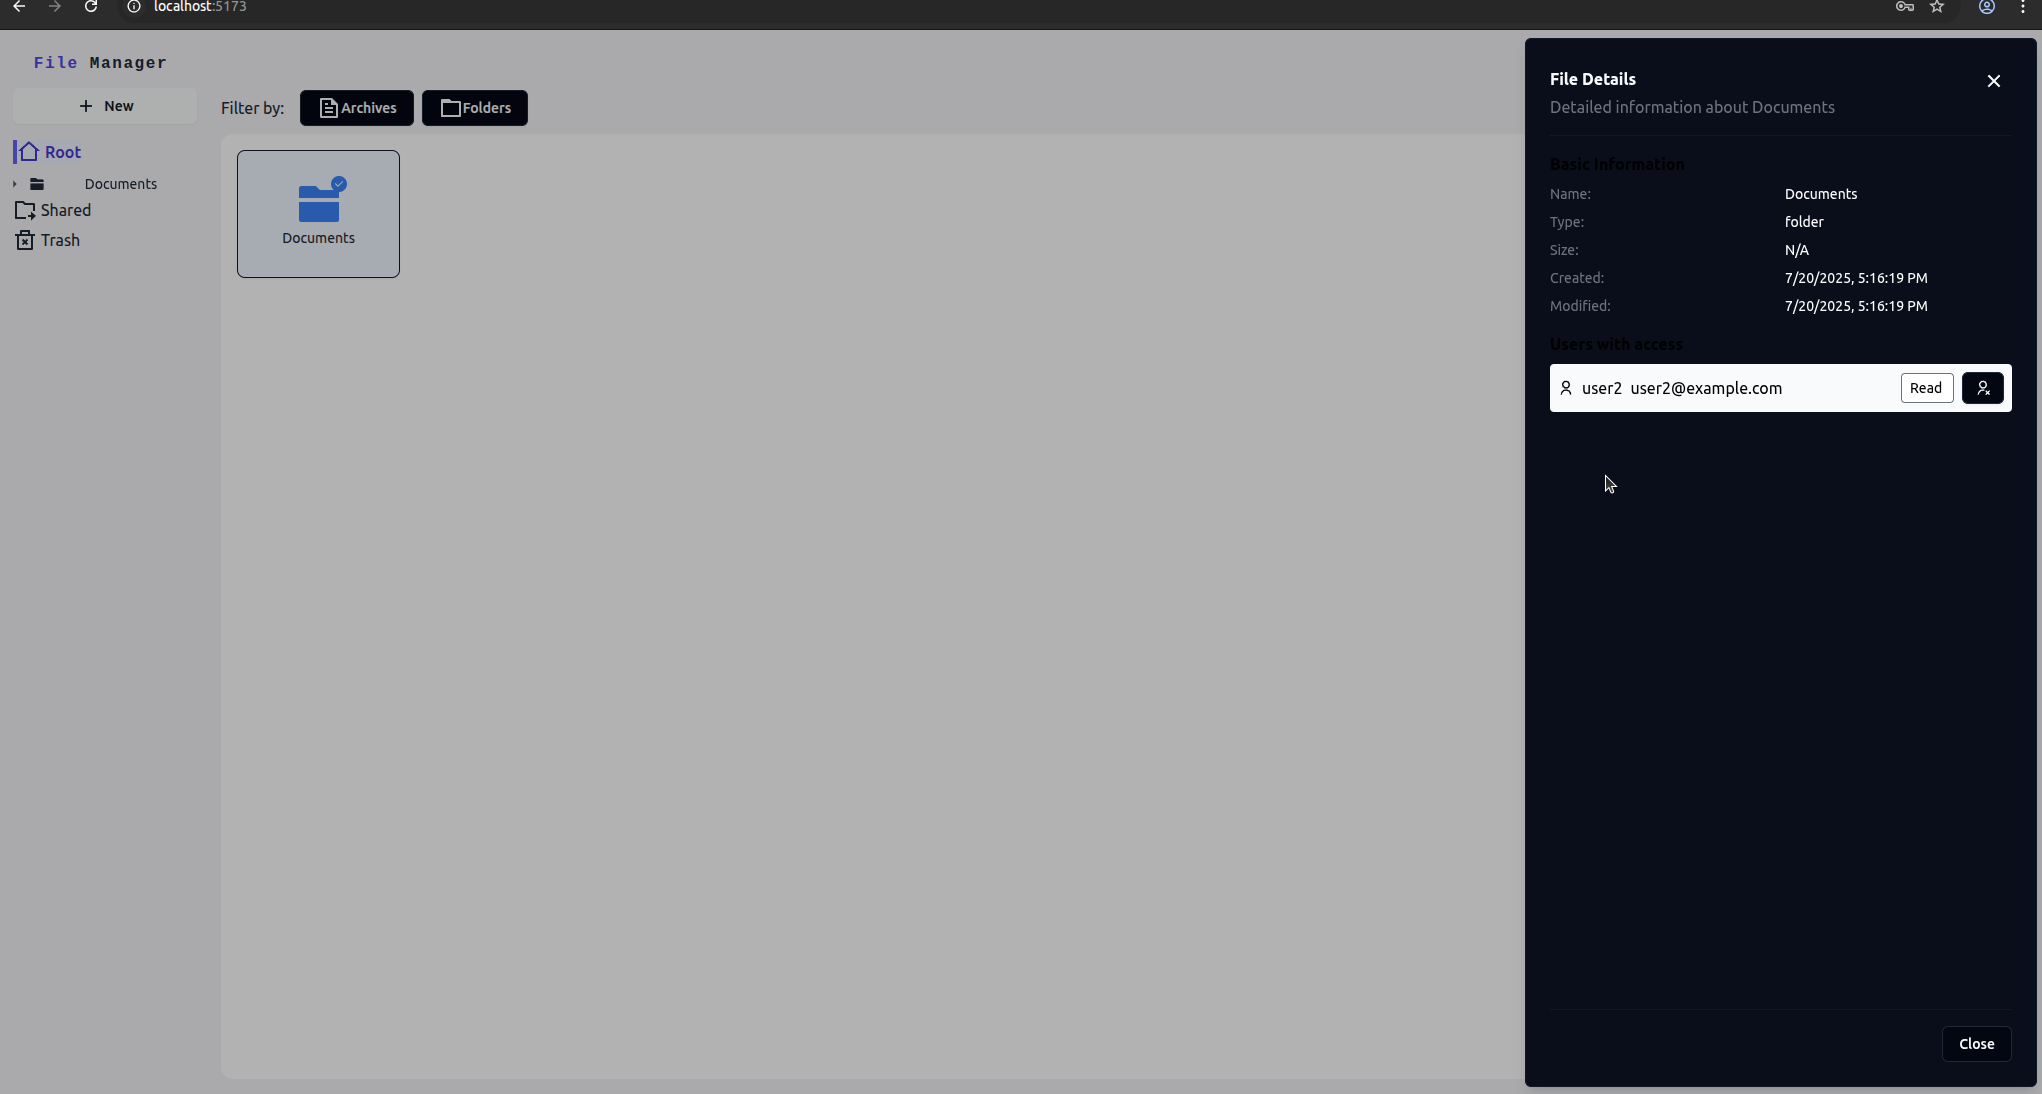 localhost:5173
File Manager
New
Root
Documents
Shared
Trash
Filter by:
Archives
Folders
Documents
File Details
Detailed information about Documents
Basic Information
Name: Documents
Type: folder
Size: N/A
Created: 7/20/2025, 5:16:19 PM
Modified: 7/20/2025, 5:16:19 PM
Users with access
user2 user2@example.com Read
Close